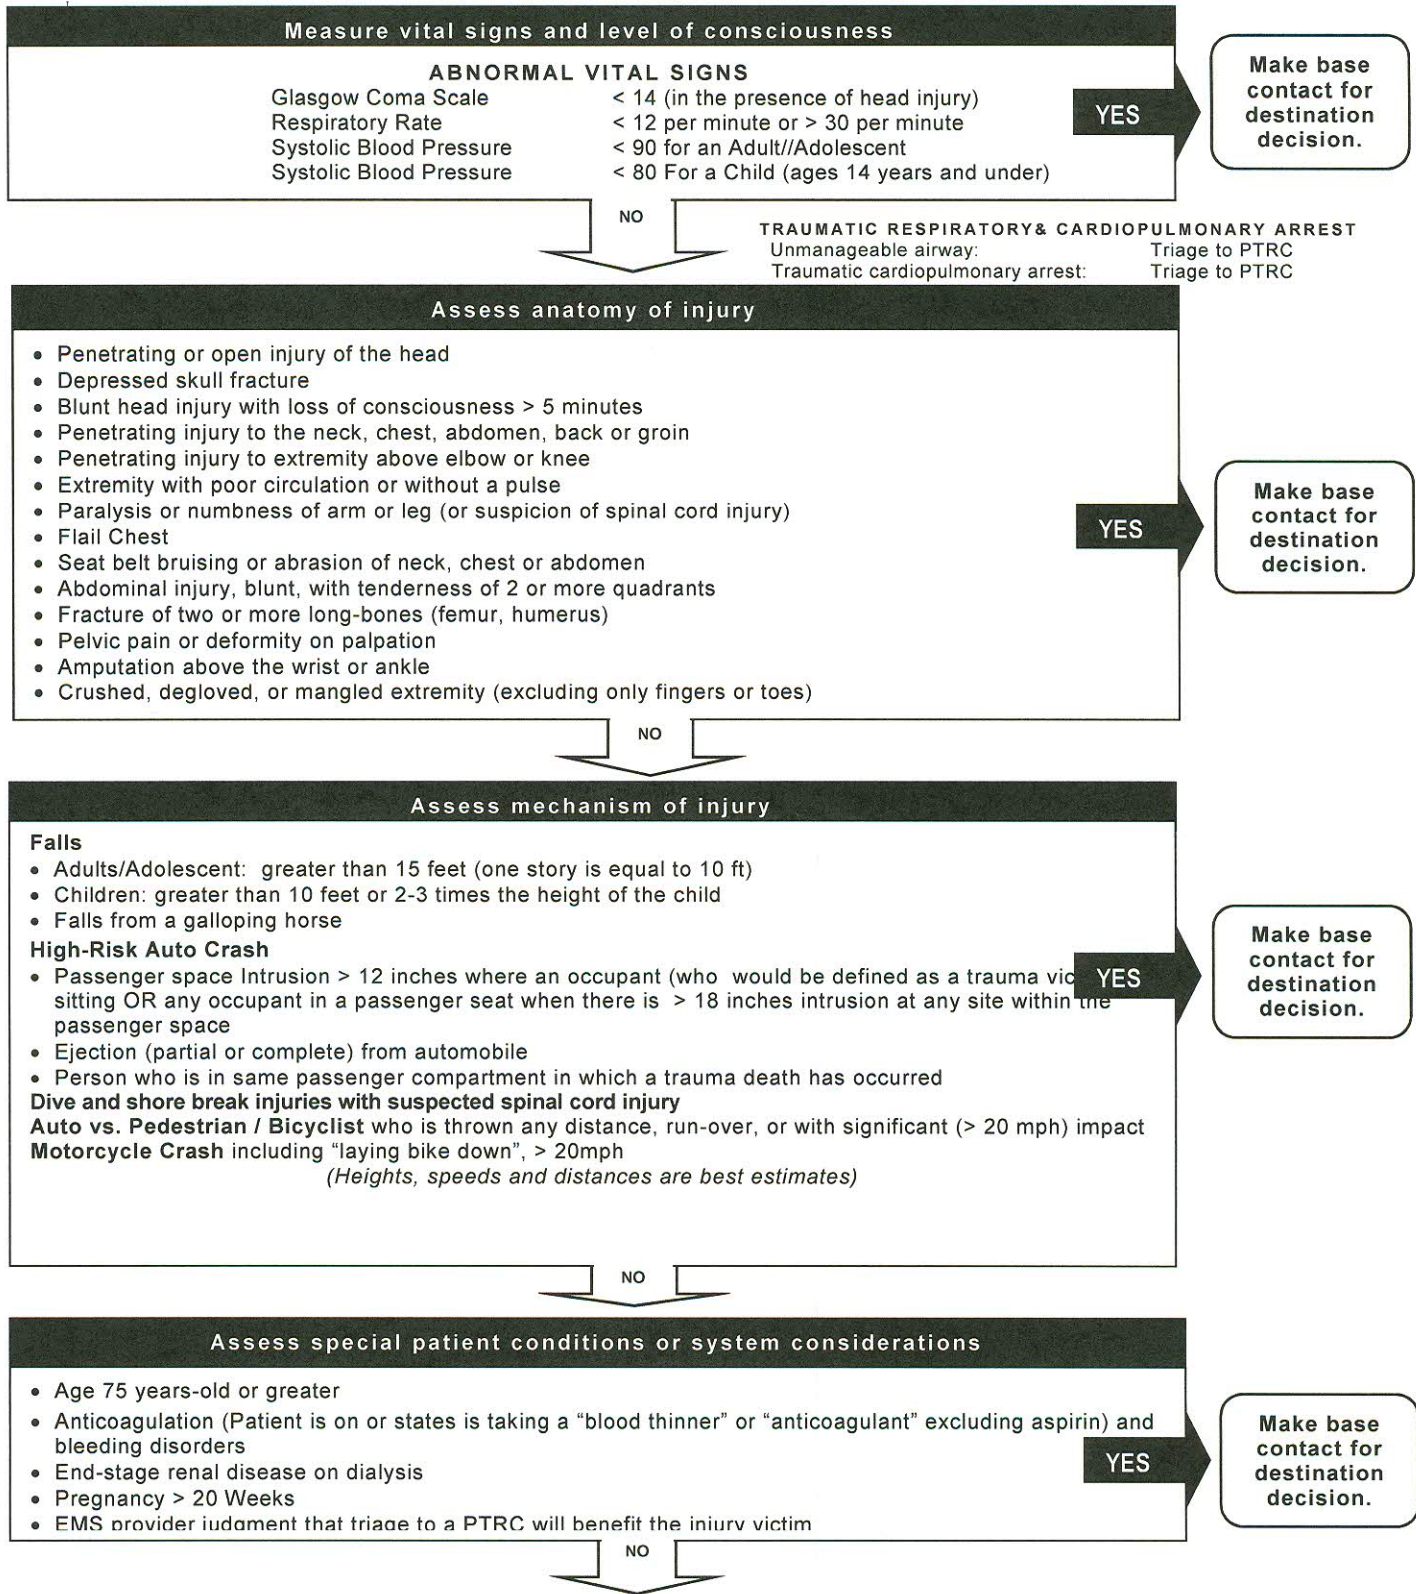 Measure vital signs and level of consciousness
ABNORMAL VITAL SIGNS
Glasgow Coma Scale < 14 (in the presence of head injury)
Respiratory Rate < 12 per minute or > 30 per minute
Systolic Blood Pressure < 90 for an Adult//Adolescent
Systolic Blood Pressure < 80 For a Child (ages 14 years and under)
YES
Make base
contact for
destination
decision.
NO
TRAUMATIC RESPIRATORY& CARDIOPULMONARY ARREST
Unmanageable airway: Triage to PTRC
Traumatic cardiopulmonary arrest: Triage to PTRC
Assess anatomy of injury
• Penetrating or open injury of the head
• Depressed skull fracture
• Blunt head injury with loss of consciousness > 5 minutes
• Penetrating injury to the neck, chest, abdomen, back or groin
• Penetrating injury to extremity above elbow or knee
• Extremity with poor circulation or without a pulse
• Paralysis or numbness of arm or leg (or suspicion of spinal cord injury)
• Flail Chest
• Seat belt bruising or abrasion of neck, chest or abdomen
• Abdominal injury, blunt, with tenderness of 2 or more quadrants
• Fracture of two or more long-bones (femur, humerus)
• Pelvic pain or deformity on palpation
• Amputation above the wrist or ankle
• Crushed, degloved, or mangled extremity (excluding only fingers or toes)
YES
Make base
contact for
destination
decision.
NO
Assess mechanism of injury
Falls
• Adults/Adolescent: greater than 15 feet (one story is equal to 10 ft)
• Children: greater than 10 feet or 2-3 times the height of the child
• Falls from a galloping horse
High-Risk Auto Crash
• Passenger space Intrusion > 12 inches where an occupant (who would be defined as a trauma vic
sitting OR any occupant in a passenger seat when there is > 18 inches intrusion at any site within the
passenger space
• Ejection (partial or complete) from automobile
• Person who is in same passenger compartment in which a trauma death has occurred
Dive and shore break injuries with suspected spinal cord injury
Auto vs. Pedestrian / Bicyclist who is thrown any distance, run-over, or with significant (> 20 mph) impact
Motorcycle Crash including “laying bike down”, > 20mph
(Heights, speeds and distances are best estimates)
YES
Make base
contact for
destination
decision.
NO
Assess special patient conditions or system considerations
• Age 75 years-old or greater
• Anticoagulation (Patient is on or states is taking a “blood thinner” or “anticoagulant” excluding aspirin) and
bleeding disorders
• End-stage renal disease on dialysis
• Pregnancy > 20 Weeks
• EMS provider judgment that triage to a PTRC will benefit the injury victim
YES
Make base
contact for
destination
decision.
NO